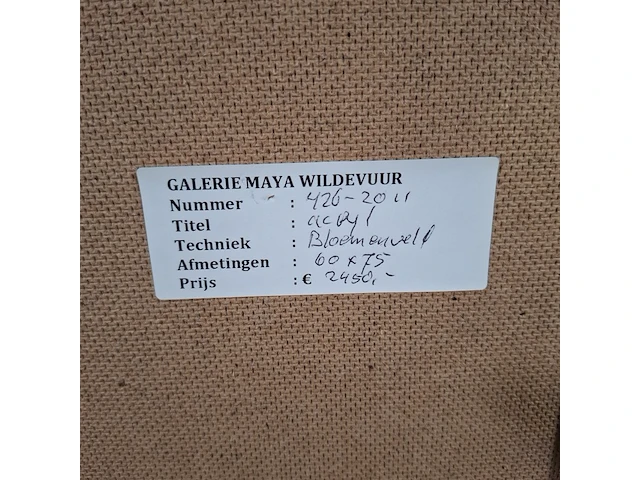 GALERIE MAYA WILDEVUUR
Nummer : 426-2011
Titel : acryl
Techniek : Bloemenveld
Afmetingen : 60 x 75
Prijs : € 2450,-